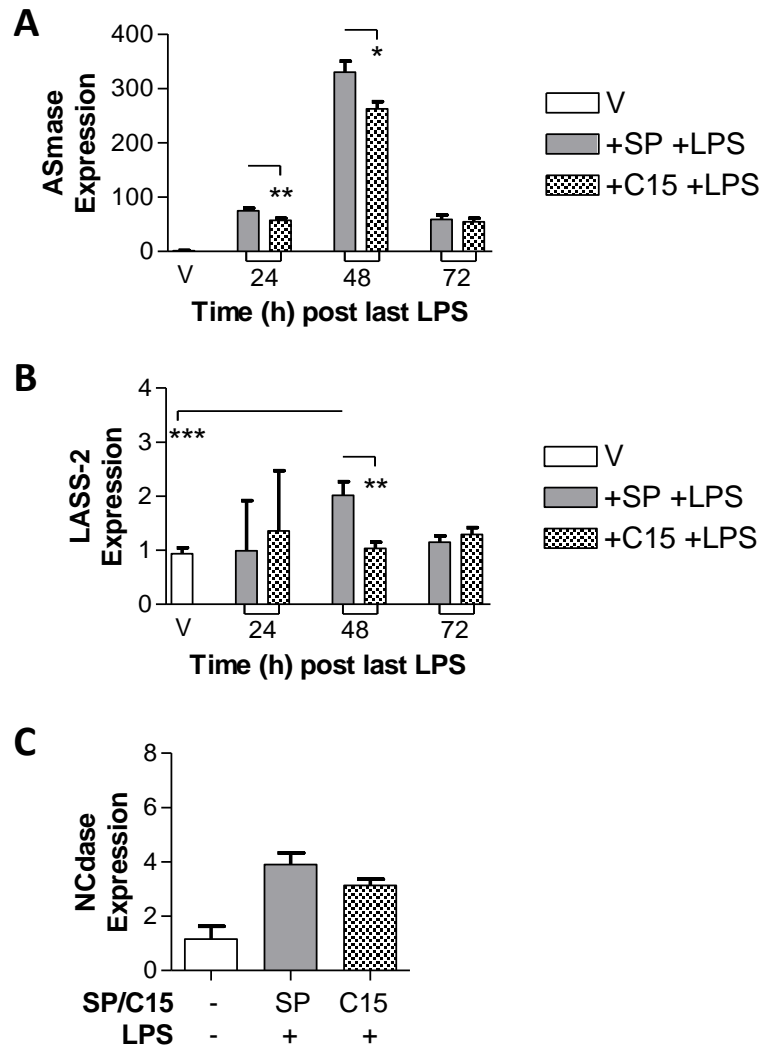 A
400
300
200
100
0
ASmase
Expression
*
**
V
24
48
72
Time (h) post last LPS
V
+SP +LPS
+C15 +LPS
B
4
3
2
1
0
LASS-2
Expression
***
**
V
24
48
72
Time (h) post last LPS
V
+SP +LPS
+C15 +LPS
C
8
6
4
2
0
NCdase
Expression
SP/C15 - SP C15
LPS - + +